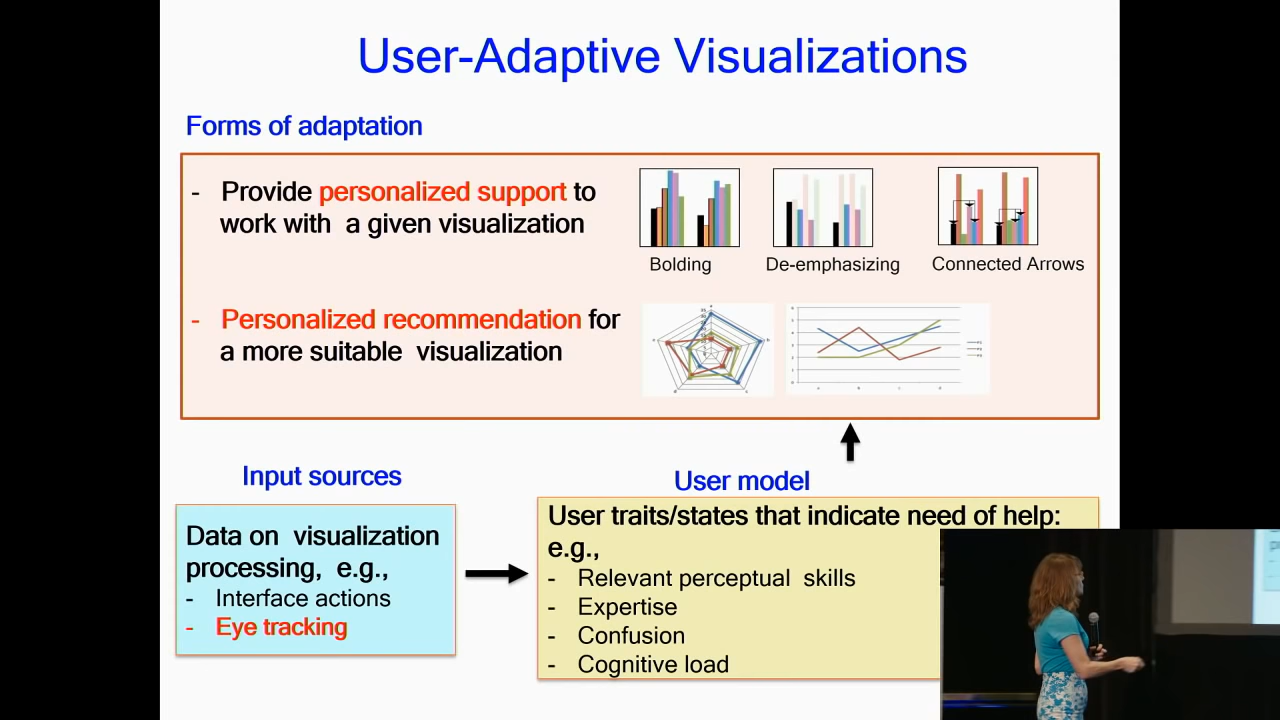 User-Adaptive Visualizations
Forms of adaptation
- Provide personalized support to
work with a given visualization
Bolding
De-emphasizing
Connected Arrows
- Personalized recommendation for
a more suitable visualization
Input sources
Data on visualization
processing, e.g.,
- Interface actions
- Eye tracking
User model
User traits/states that indicate need of help:
e.g.,
- Relevant perceptual skills
- Expertise
- Confusion
- Cognitive load